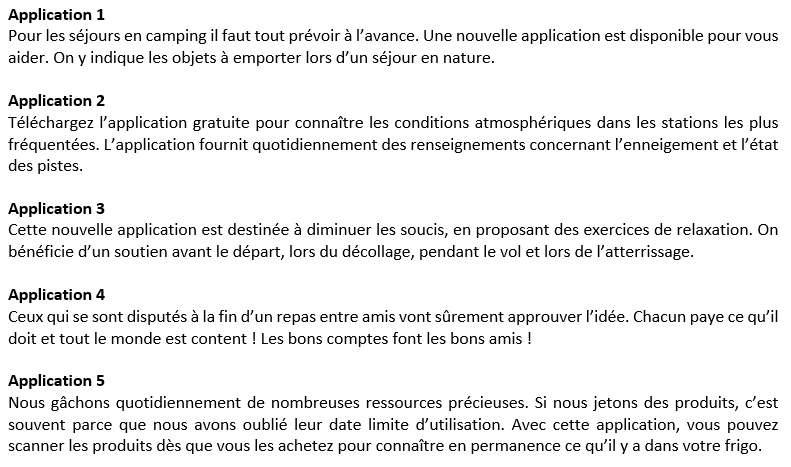 Application 1
Pour les séjours en camping il faut tout prévoir à l’avance. Une nouvelle application est disponible pour vous
aider. On y indique les objets à emporter lors d’un séjour en nature.
Application 2
Téléchargez l’application gratuite pour connaître les conditions atmosphériques dans les stations les plus
fréquentées. L’application fournit quotidiennement des renseignements concernant l’enneigement et l’état
des pistes.
Application 3
Cette nouvelle application est destinée à diminuer les soucis, en proposant des exercices de relaxation. On
bénéficie d’un soutien avant le départ, lors du décollage, pendant le vol et lors de l’atterrissage.
Application 4
Ceux qui se sont disputés à la fin d’un repas entre amis vont sûrement approuver l’idée. Chacun paye ce qu’il
doit et tout le monde est content ! Les bons comptes font les bons amis !
Application 5
Nous gâchons quotidiennement de nombreuses ressources précieuses. Si nous jetons des produits, c’est
souvent parce que nous avons oublié leur date limite d’utilisation. Avec cette application, vous pouvez
scanner les produits dès que vous les achetez pour connaître en permanence ce qu’il y a dans votre frigo.